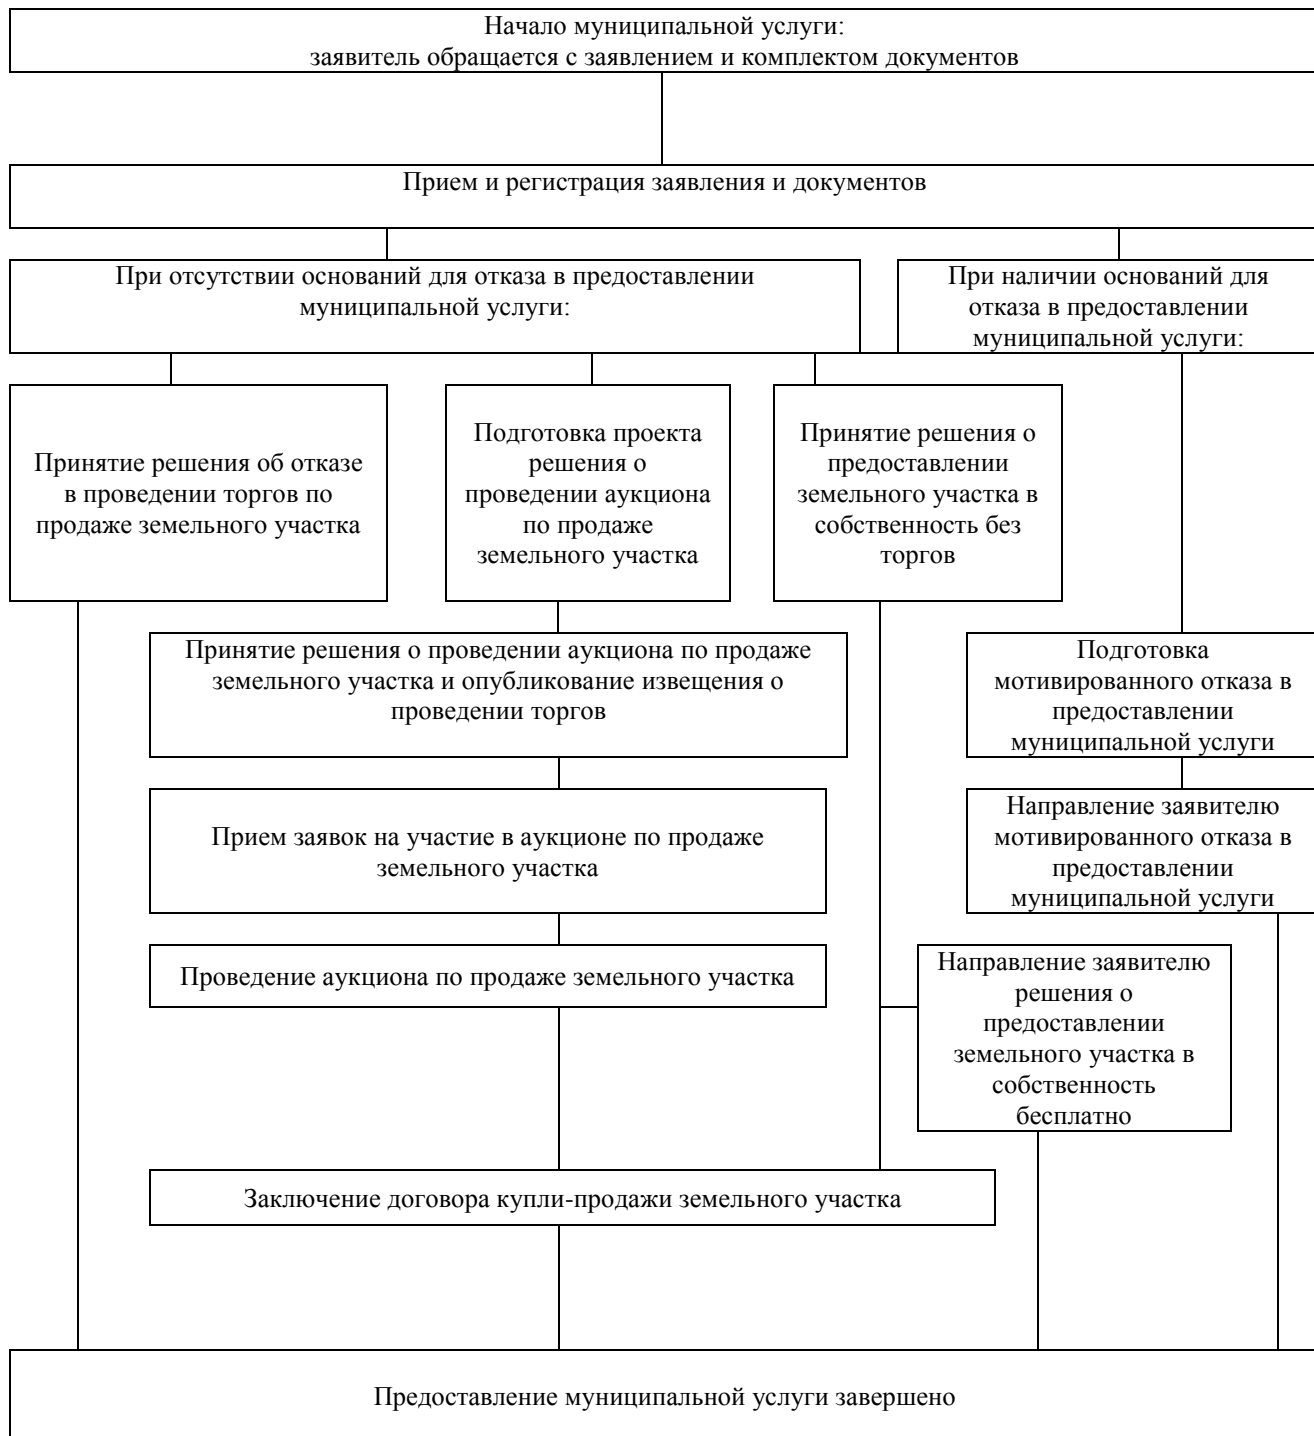 Начало муниципальной услуги:
заявитель обращается с заявлением и комплектом документов
Прием и регистрация заявления и документов
При отсутствии оснований для отказа в предоставлении
муниципальной услуги:
При наличии оснований для
отказа в предоставлении
муниципальной услуги:
Принятие решения об отказе
в проведении торгов по
продаже земельного участка
Подготовка проекта
решения о
проведении аукциона
по продаже
земельного участка
Принятие решения о
предоставлении
земельного участка в
собственность без
торгов
Принятие решения о проведении аукциона по продаже
земельного участка и опубликование извещения о
проведении торгов
Подготовка
мотивированного отказа в
предоставлении
муниципальной услуги
Прием заявок на участие в аукционе по продаже
земельного участка
Направление заявителю
мотивированного отказа в
предоставлении
муниципальной услуги
Проведение аукциона по продаже земельного участка
Направление заявителю
решения о
предоставлении
земельного участка в
собственность
бесплатно
Заключение договора купли-продажи земельного участка
Предоставление муниципальной услуги завершено